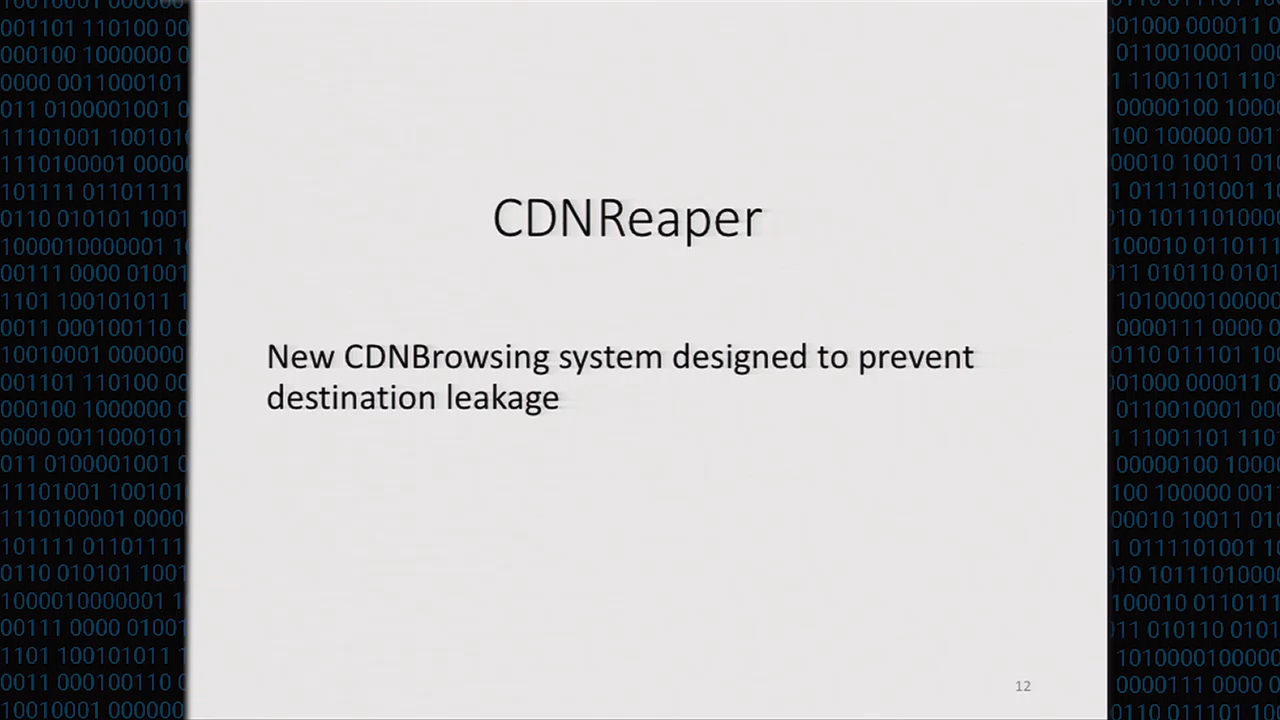 CDNReaper
New CDNBrowsing system designed to prevent
destination leakage
12